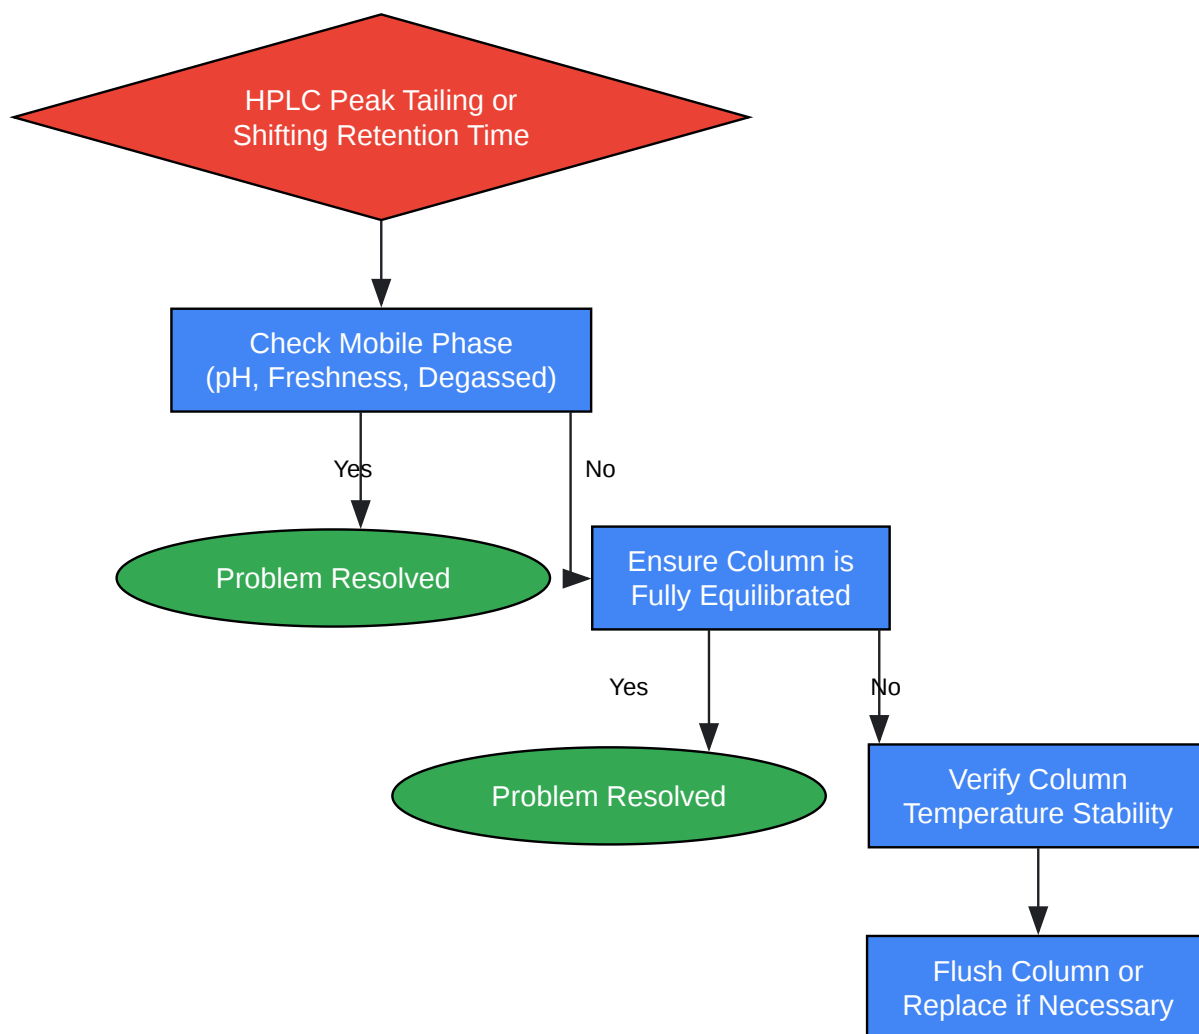 HPLC Peak Tailing or
Shifting Retention Time
Check Mobile Phase
(pH, Freshness, Degassed)
Yes
No
Problem Resolved
Ensure Column is
Fully Equilibrated
Yes
No
Problem Resolved
Verify Column
Temperature Stability
Flush Column or
Replace if Necessary